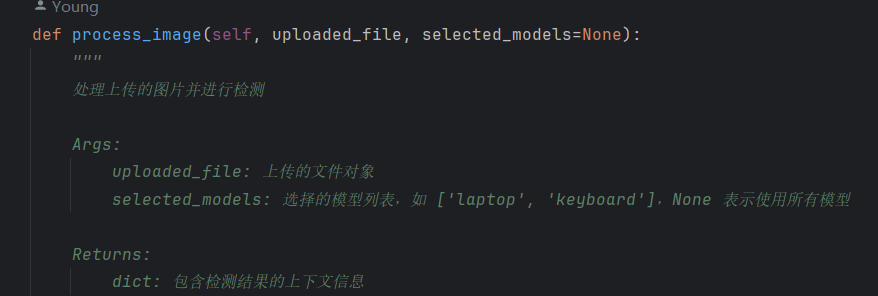 Young
def process_image(self, uploaded_file, selected_models=None):
"""
处理上传的图片并进行检测
Args:
uploaded_file: 上传的文件对象
selected_models: 选择的模型列表，如 ['laptop', 'keyboard']，None 表示使用所有模型
Returns:
dict: 包含检测结果的上下文信息